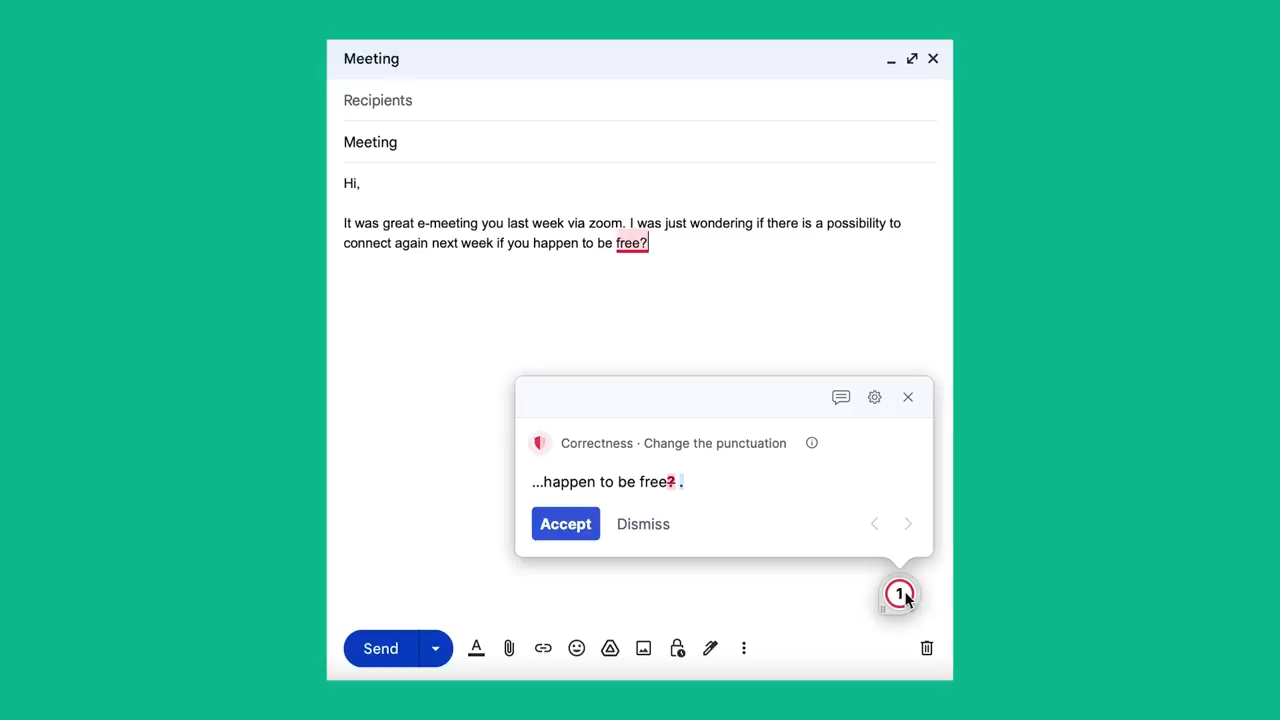 Meeting
Recipients
Meeting
Hi,
It was great e-meeting you last week via zoom. I was just wondering if there is a possibility to
connect again next week if you happen to be free?
Correctness · Change the punctuation
...happen to be free? .
Accept Dismiss
1
Send